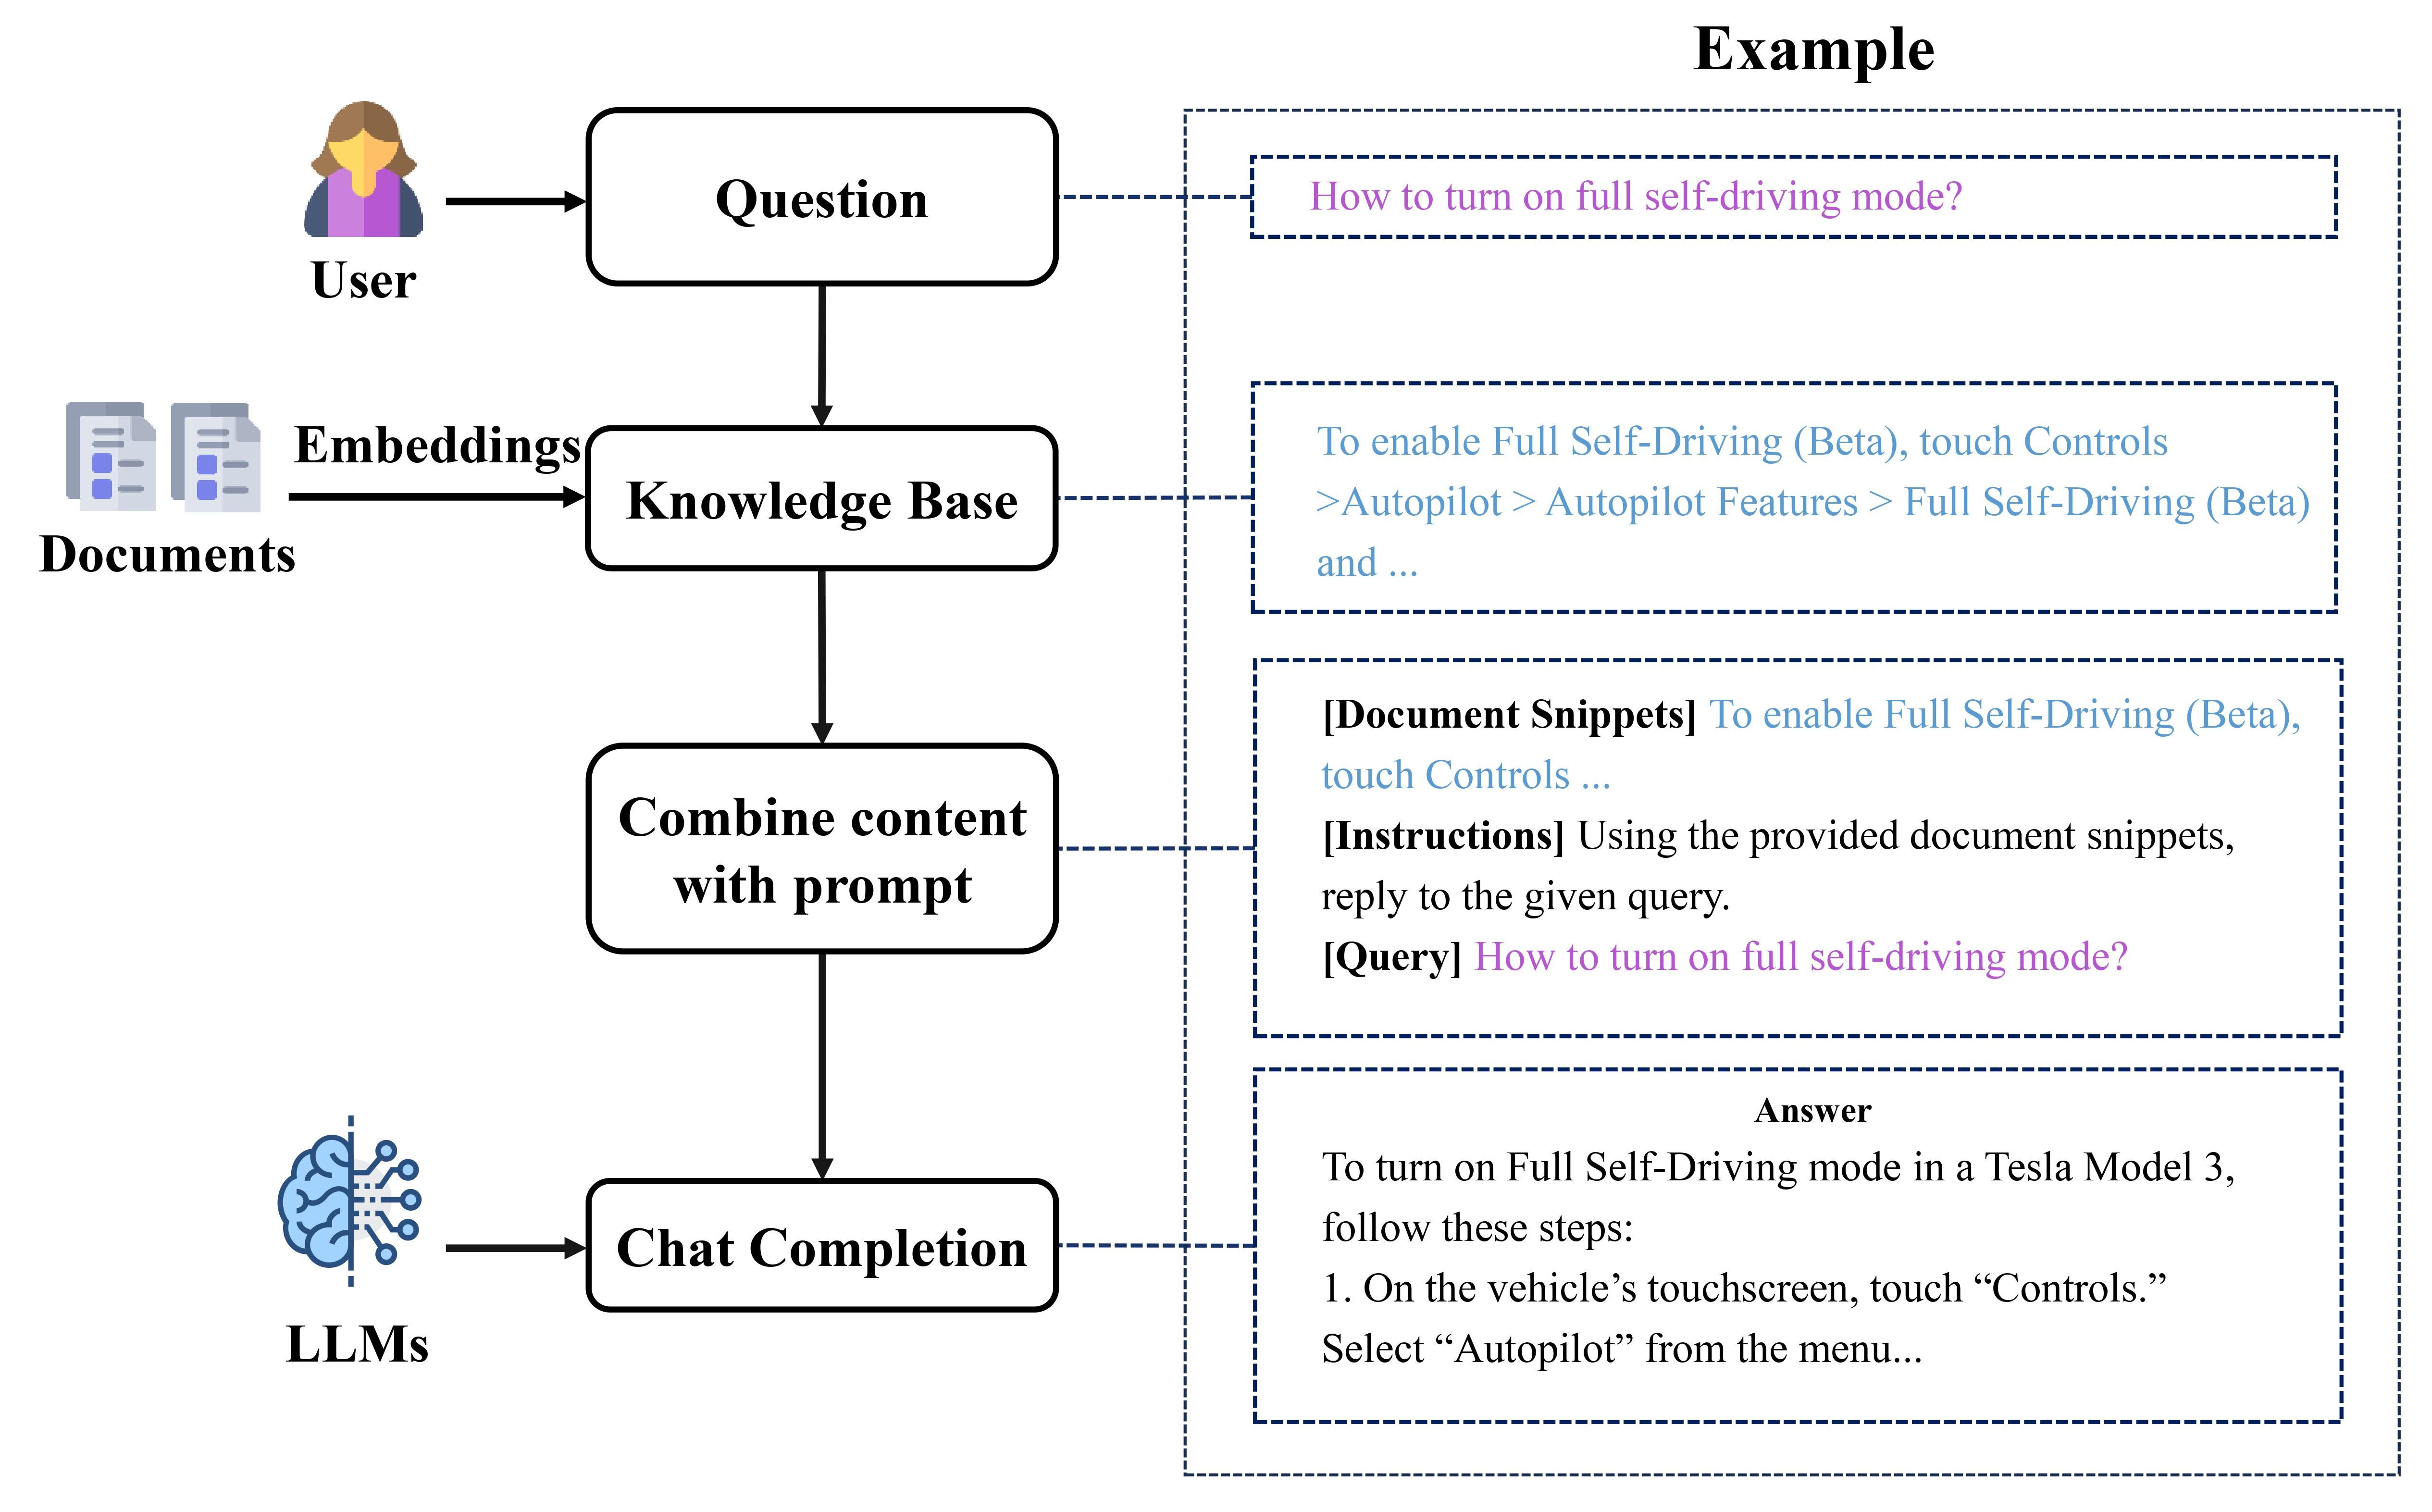 Example
Question
How to turn on full self-driving mode?
User
Embeddings
Knowledge Base
Documents
To enable Full Self-Driving (Beta), touch Controls
>Autopilot > Autopilot Features > Full Self-Driving (Beta)
and ...
Combine content
with prompt
[Document Snippets] To enable Full Self-Driving (Beta),
touch Controls ...
[Instructions] Using the provided document snippets,
reply to the given query.
[Query] How to turn on full self-driving mode?
LLMs
Chat Completion
Answer
To turn on Full Self-Driving mode in a Tesla Model 3,
follow these steps:
1. On the vehicle’s touchscreen, touch “Controls.”
Select “Autopilot” from the menu...